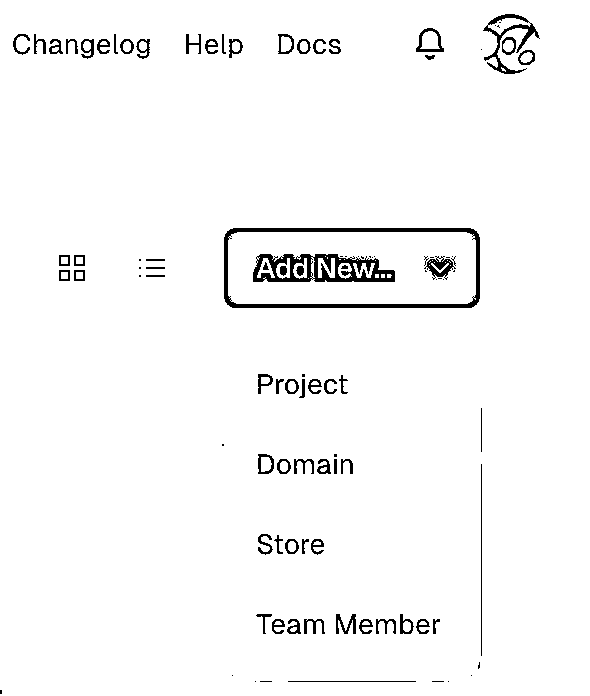 Changelog Help Docs
Add New...
Project
Domain
Store
Team Member